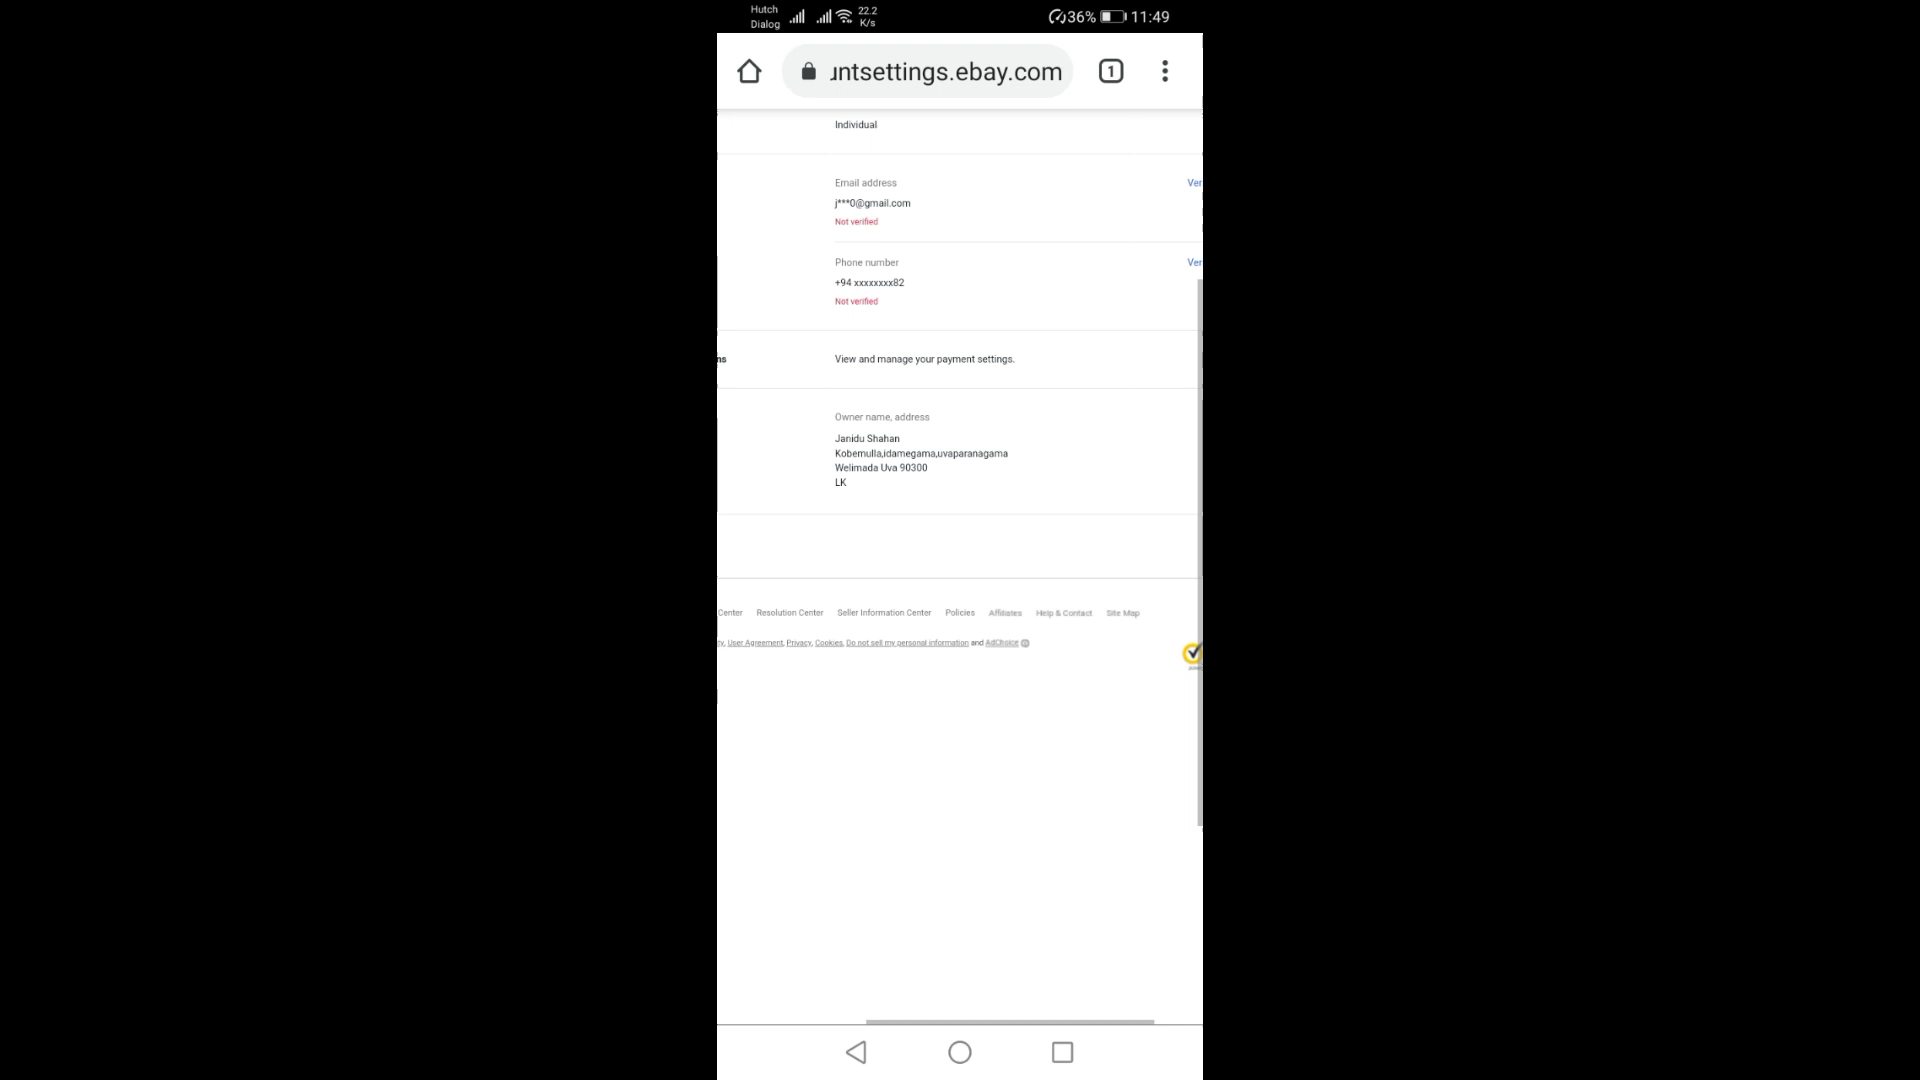 Hutch
Dialog
22.2
K/s
36%
11:49
ntsettings.ebay.com
1
Individual
Email address
Ver
j***0@gmail.com
Not verified
Phone number
Ver
+94 xxxxxxxx82
Not verified
ns
View and manage your payment settings.
Owner name, address
Janidu Shahan
Kobemulla,idamegama,uvaparanagama
Welimada Uva 90300
LK
Center Resolution Center Seller Information Center Policies Affiliates Help & Contact Site Map
User Agreement, Privacy, Cookies, Do not sell my personal information and AdChoice